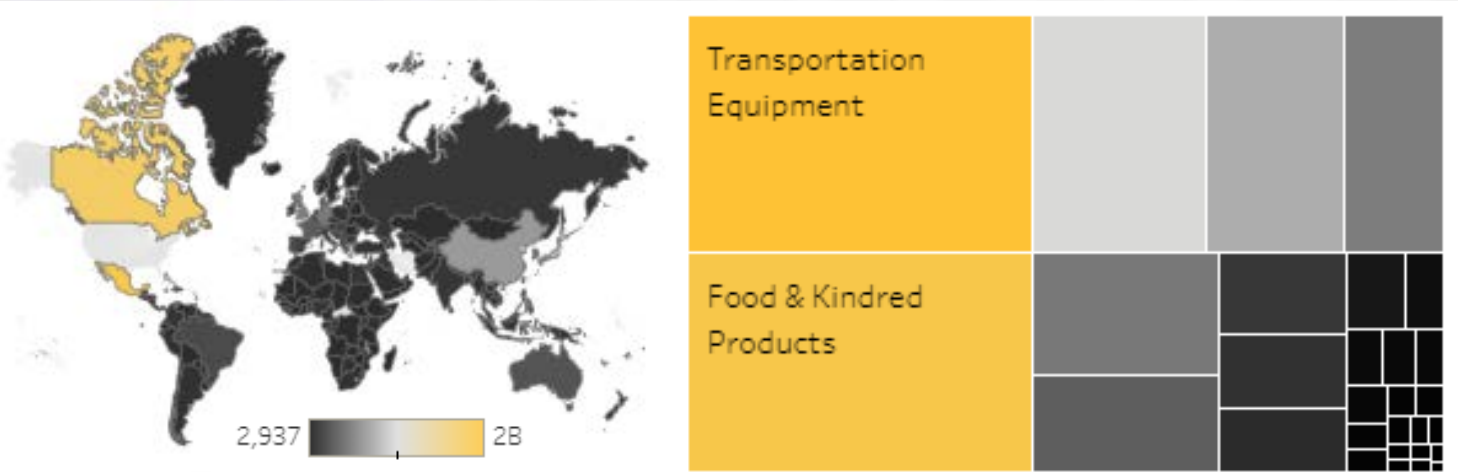 2,937
2B
Transportation
Equipment
Food & Kindred
Products